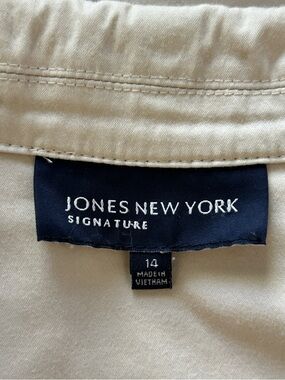 JONES NEW YORK
SIGNATURE
14
MADE IN
VIETNAM